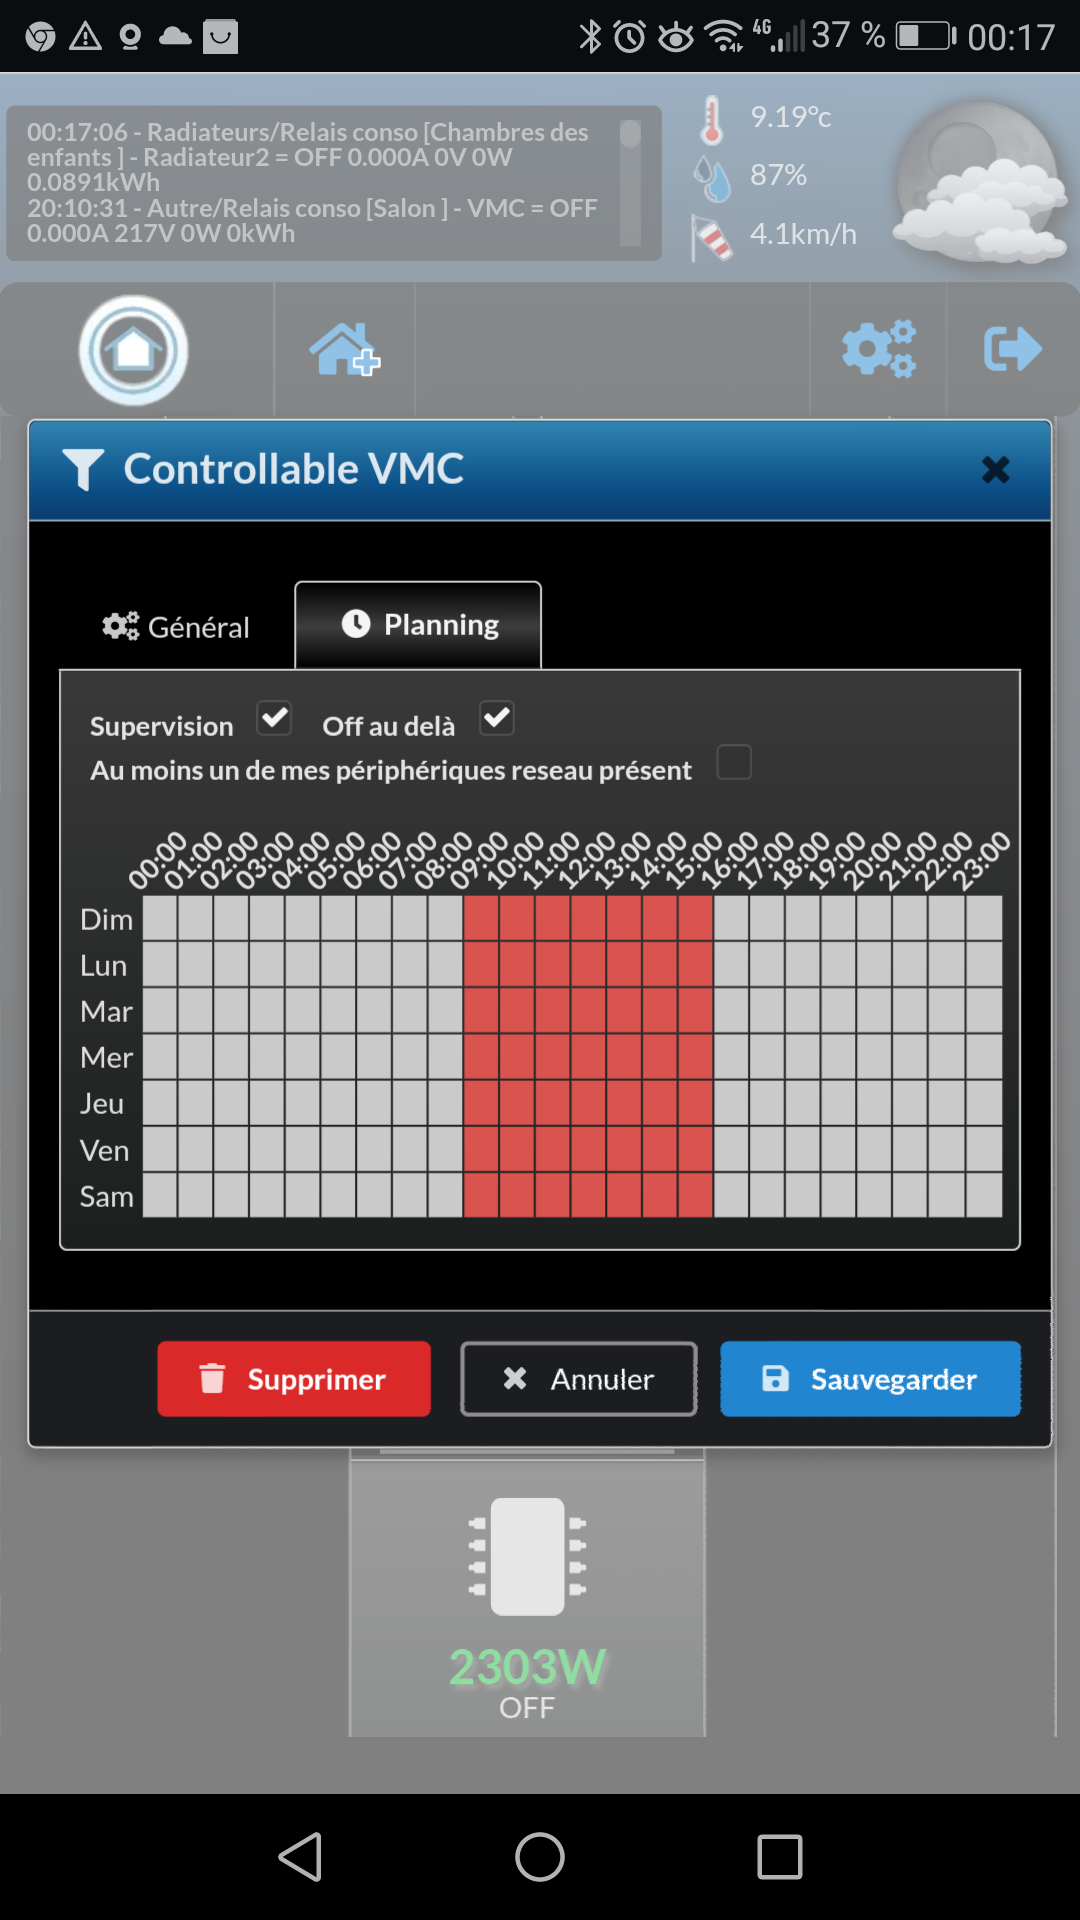 4G 37 % 00:17
00:17:06 - Radiateurs/Relais conso [Chambres des
enfants ] - Radiateur2 = OFF 0.000A 0V 0W
0.0891kWh
20:10:31 - Autre/Relais conso [Salon ] - VMC = OFF
0.000A 217V 0W 0kWh
9.19°c
87%
4.1km/h
Controllable VMC
Général
Planning
Supervision Off au delà
Au moins un de mes périphériques reseau présent
00:00 01:00 02:00 03:00 04:00 05:00 06:00 07:00 08:00 09:00 10:00 11:00 12:00 13:00 14:00 15:00 16:00 17:00 18:00 19:00 20:00 21:00 22:00 23:00
Dim
Lun
Mar
Mer
Jeu
Ven
Sam
Supprimer Annuler Sauvegarder
2303W
OFF